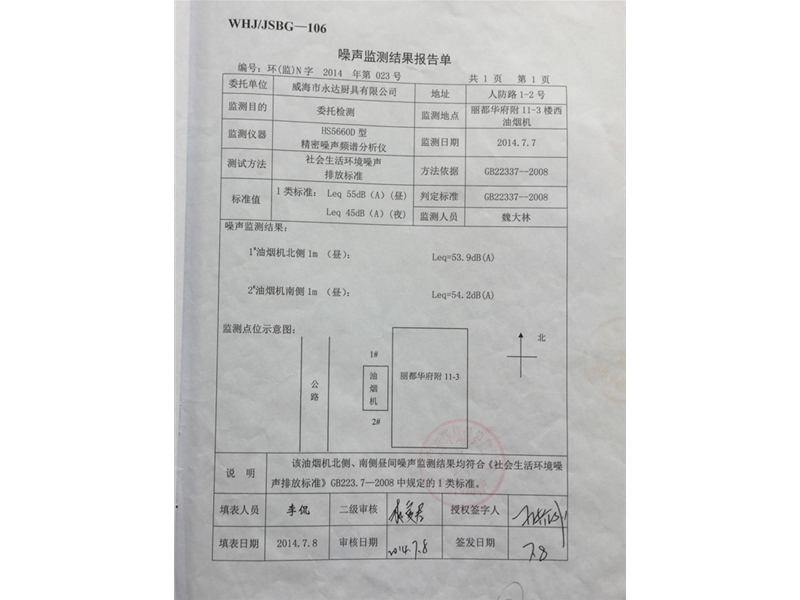 WHJ/JSBG—106
噪声监测结果报告单
编号：环(监)N字 2014 年第 023 号 共 1 页 第 1 页
委托单位 威海市永达厨具有限公司 地址 人防路1-2号
监测目的 委托检测 监测地点 丽都华府附11-3楼西油烟机
监测仪器 HS5660D 型 精密噪声频谱分析仪 监测日期 2014.7.7
测试方法 社会生活环境噪声排放标准 方法依据 GB22337—2008
标准值 1类标准： Leq 55dB（A）(昼) 判定标准 GB22337—2008
Leq 45dB（A）(夜) 监测人员 魏大林
噪声监测结果：
1#油烟机北侧1m （昼）： Leq=53.9dB(A)
2#油烟机南侧1m （昼）： Leq=54.2dB(A)
监测点位示意图：
北
1#
公路 油烟机 丽都华府附11-3
2#
说 明 该油烟机北侧、南侧昼间噪声监测结果均符合《社会生活环境噪
声排放标准》GB223.7—2008 中规定的 1 类标准。
填表人员 李侃 二级审核 授权签字人
填表日期 2014.7.8 审核日期 2014.7.8 签发日期 7.8